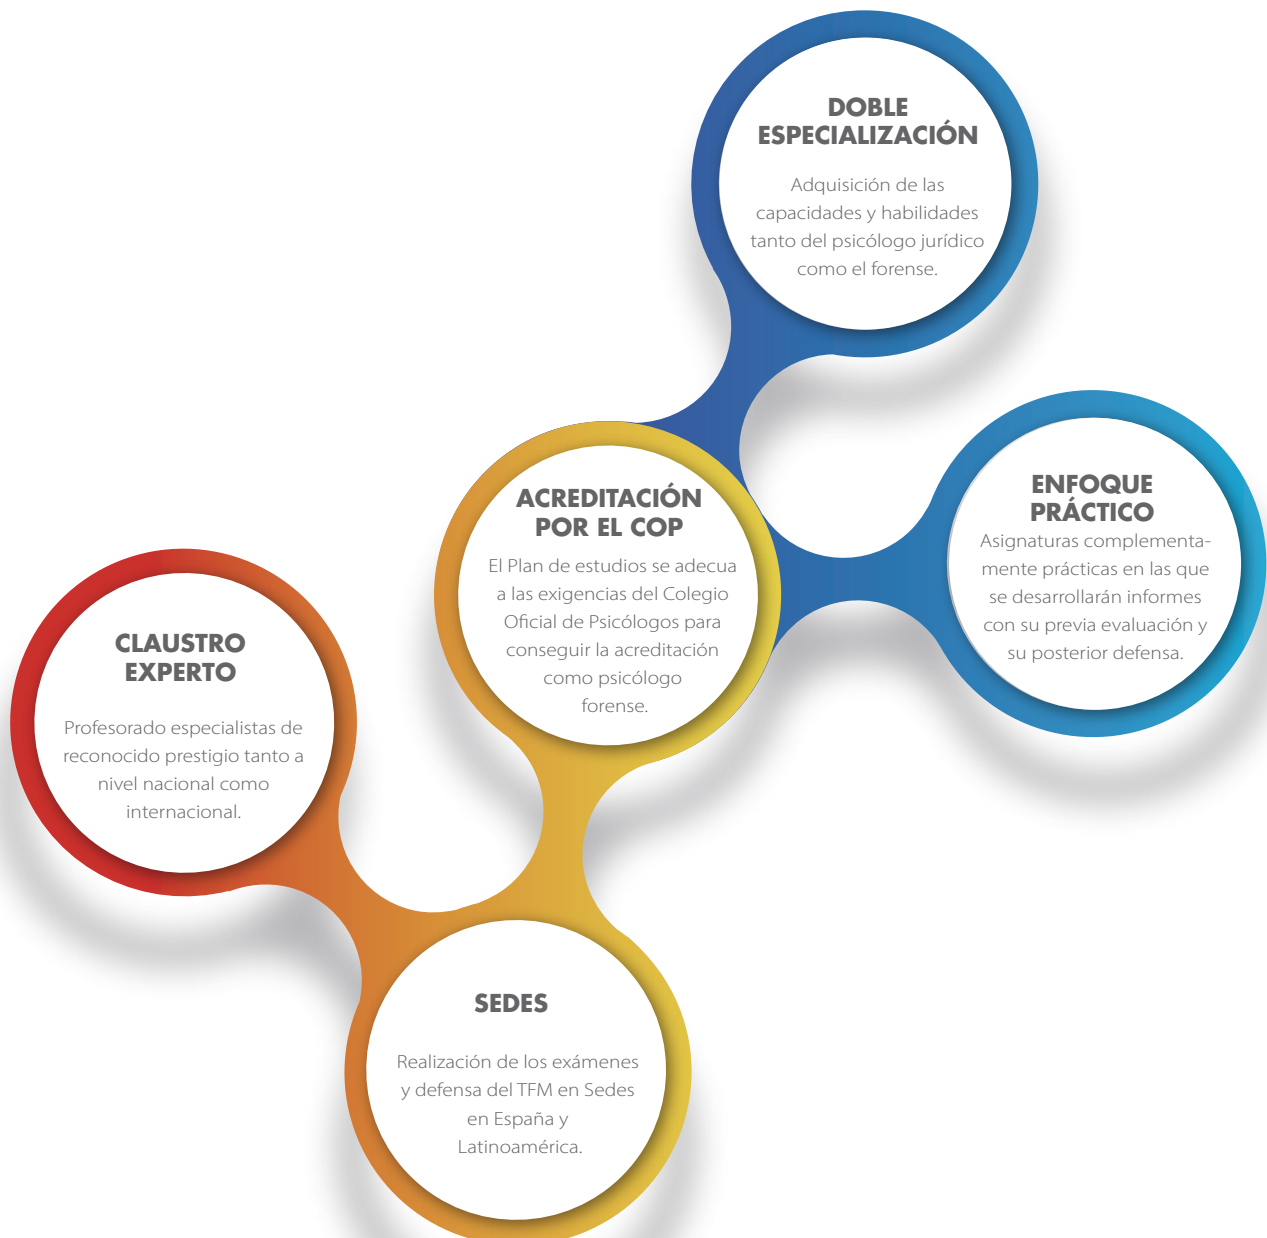 DOBLE
ESPECIALIZACIÓN
Adquisición de las
capacidades y habilidades
tanto del psicólogo jurídico
como el forense.
ENFOQUE
PRÁCTICO
Asignaturas complementa-
mente prácticas en las que
se desarrollarán informes
con su previa evaluación y
su posterior defensa.
ACREDITACIÓN
POR EL COP
El Plan de estudios se adecua
a las exigencias del Colegio
Oficial de Psicólogos para
conseguir la acreditación
como psicólogo
forense.
CLAUSTRO
EXPERTO
Profesorado especialistas de
reconocido prestigio tanto a
nivel nacional como
internacional.
SEDES
Realización de los exámenes
y defensa del TFM en Sedes
en España y
Latinoamérica.